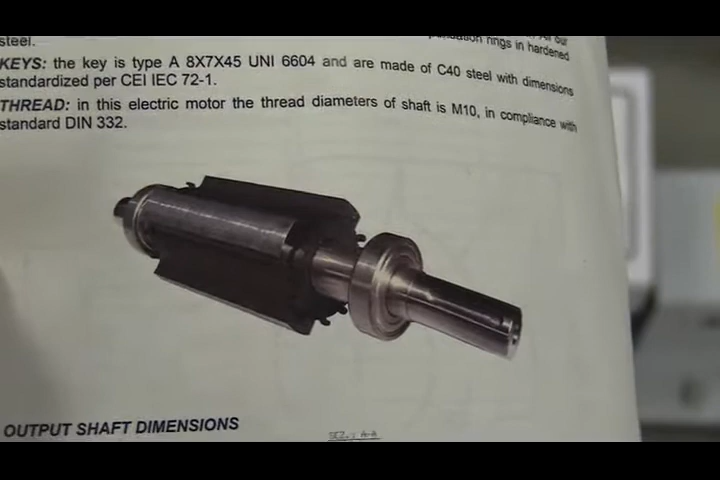 steel.
rings in hardened
KEYS: the key is type A 8X7X45 UNI 6604 and are made of C40 steel with dimensions
standardized per CEI IEC 72-1.
THREAD: in this electric motor the thread diameters of shaft is M10, in compliance with
standard DIN 332.
OUTPUT SHAFT DIMENSIONS